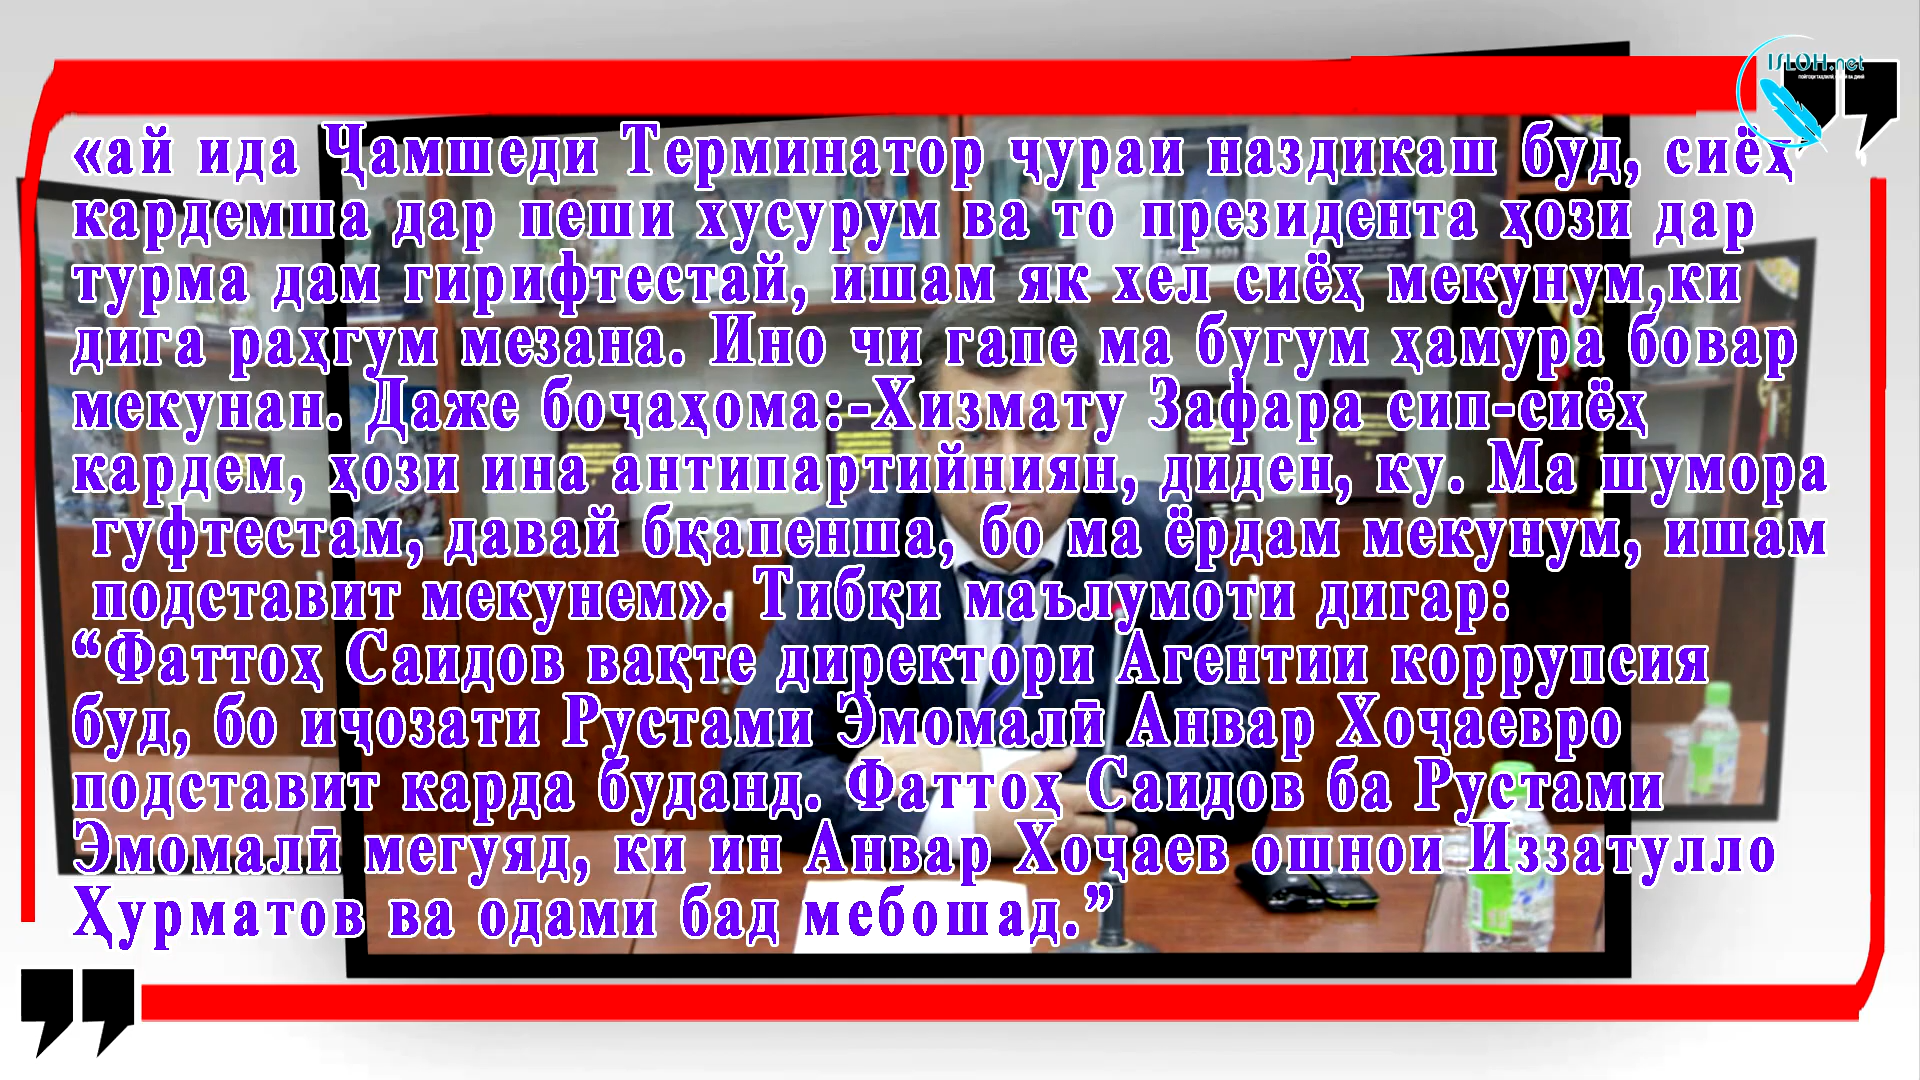 ISLOH.net
«ай ида Ҷамшеди Терминатор ҷураи наздикаш буд, сиёҳ
кардемша дар пеши хусурум ва то президента ҳози дар
турма дам гирифтестай, ишам як хел сиёҳ мекунум,ки
дига раҳгум мезана. Ино чи гапе ма бугум ҳамура бовар
мекунан. Даже боҷаҳома:-Хизмату Зафара сип-сиёҳ
кардем, ҳози ина антипартийниян, диден, ку. Ма шумора
гуфтестам, давай бқапенша, бо ма ёрдам мекунум, ишам
подставит мекунем». Тибқи маълумоти дигар:
“Фаттоҳ Саидов вақте директори Агентии коррупсия
буд, бо иҷозати Рустами Эмомалӣ Анвар Хоҷаевро
подставит карда буданд. Фаттоҳ Саидов ба Рустами
Эмомалӣ мегуяд, ки ин Анвар Хоҷаев ошнои Иззатулло
Ҳурматов ва одами бад мебошад.”